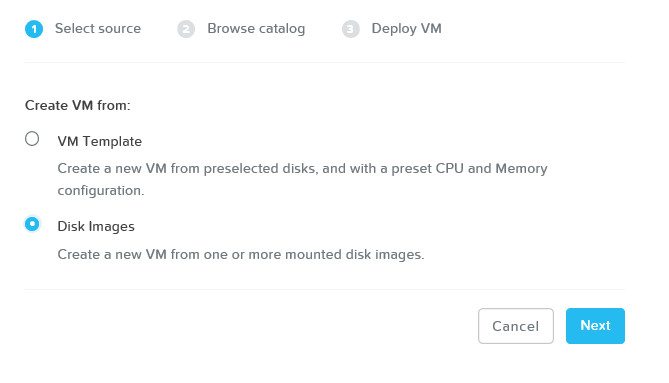 1 Select source 2 Browse catalog 3 Deploy VM
Create VM from:
VM Template
Create a new VM from preselected disks, and with a preset CPU and Memory
configuration.
Disk Images
Create a new VM from one or more mounted disk images.
Cancel Next